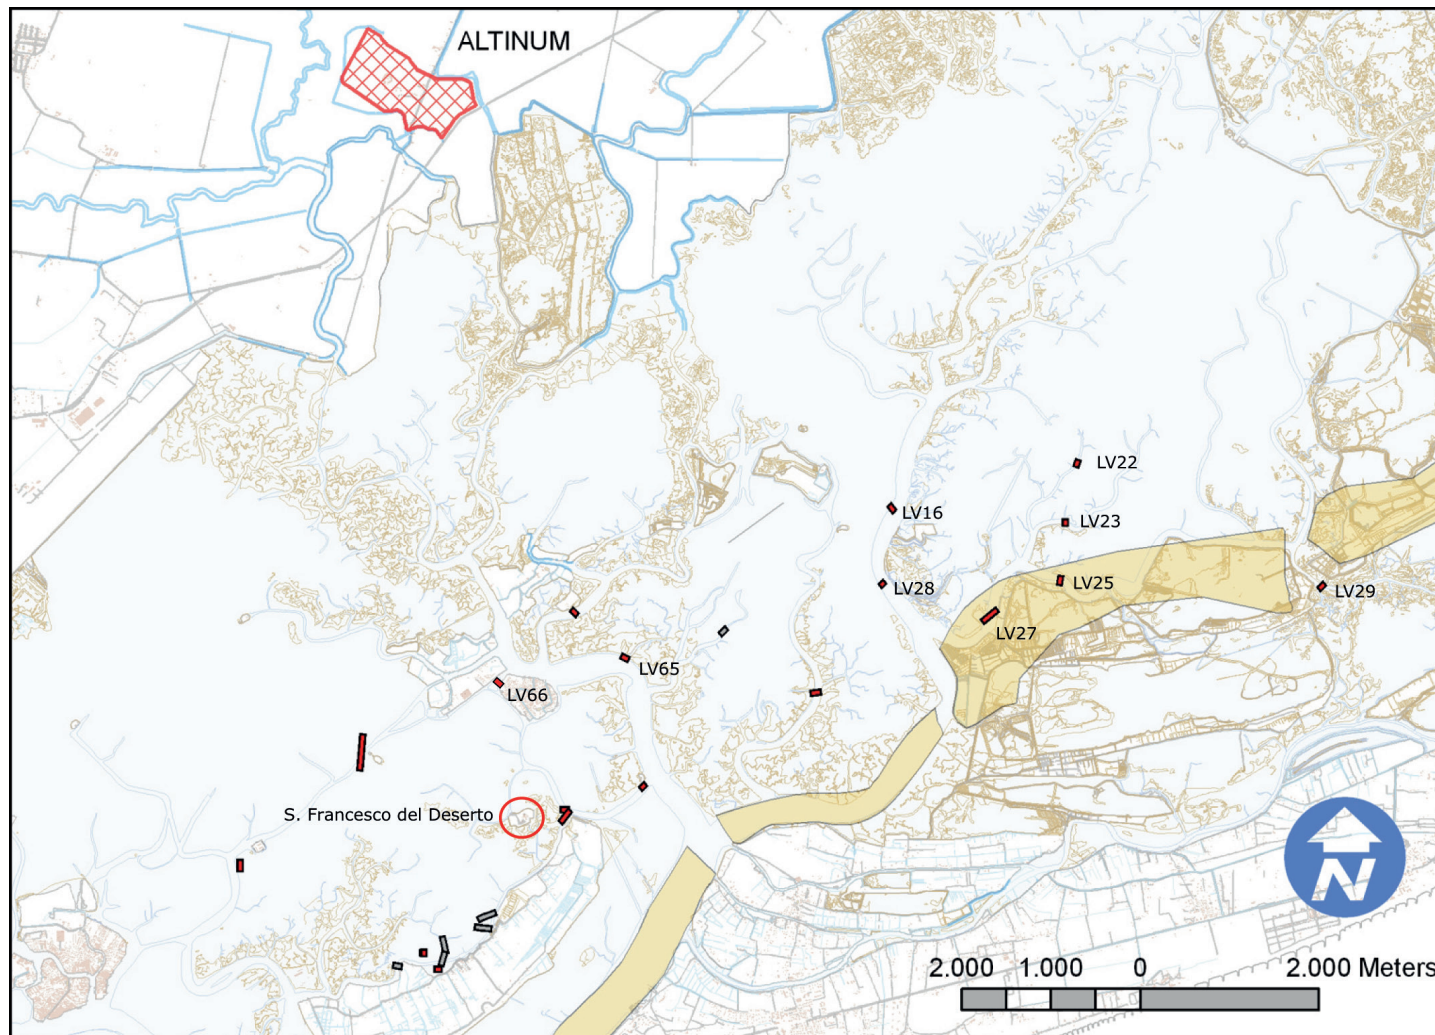 ALTINUM
LV22
LV16
LV23
LV25
LV28
LV29
LV27
LV65
LV66
S. Francesco del Deserto
N
2.000 1.000 0 2.000 Meters